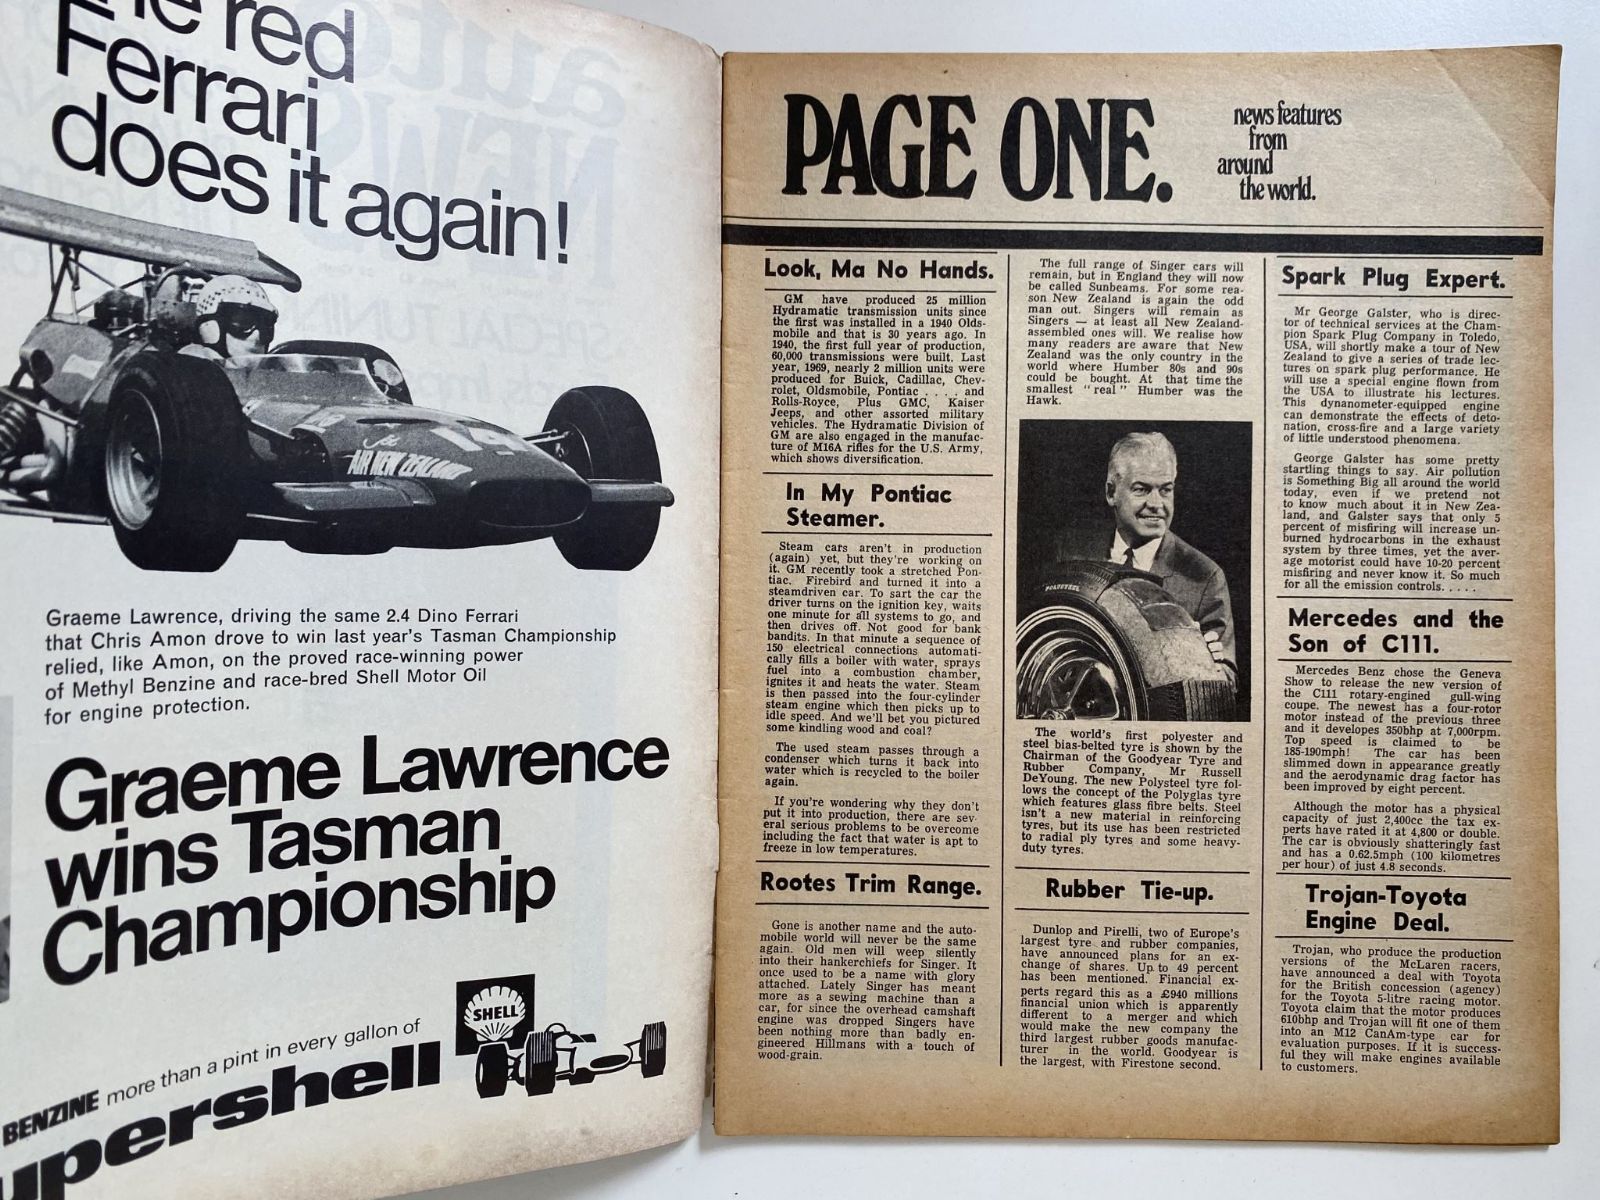 he red
Ferrari
does it again!
AIR NEW ZEALAND
14
Graeme Lawrence, driving the same 2.4 Dino Ferrari
that Chris Amon drove to win last year's Tasman Championship
relied, like Amon, on the proved race-winning power
of Methyl Benzine and race-bred Shell Motor Oil
for engine protection.
Graeme Lawrence
wins Tasman
Championship
SHELL
BENZINE more than a pint in every gallon of
upershell
PAGE ONE.
news features
from
around
the world.
Look, Ma No Hands.
GM have produced 25 million
Hydramatic transmission units since
the first was installed in a 1940 Olds-
mobile and that is 30 years ago. In
1940, the first full year of production,
60,000 transmissions were built. Last
year, 1969, nearly 2 million units were
produced for Buick, Cadillac, Chev-
rolet, Oldsmobile, Pontiac . . . . and
Rolls-Royce, Plus GMC, Kaiser
Jeeps, and other assorted military
vehicles. The Hydramatic Division of
GM are also engaged in the manufac-
ture of M16A rifles for the U.S. Army,
which shows diversification.
In My Pontiac
Steamer.
Steam cars aren't in production
(again) yet, but they're working on
it. GM recently took a stretched Pon-
tiac. Firebird and turned it into a
steamdriven car. To sart the car the
driver turns on the ignition key, waits
one minute for all systems to go, and
then drives off. Not good for bank
bandits. In that minute a sequence of
150 electrical connections automati-
cally fills a boiler with water, sprays
fuel into a combustion chamber,
ignites it and heats the water. Steam
is then passed into the four-cylinder
steam engine which then picks up to
idle speed. And we'll bet you pictured
some kindling wood and coal?
The used steam passes through a
condenser which turns it back into
water which is recycled to the boiler
again.
If you're wondering why they don't
put it into production, there are sev-
eral serious problems to be overcome
including the fact that water is apt to
freeze in low temperatures.
Rootes Trim Range.
Gone is another name and the auto-
mobile world will never be the same
again. Old men will weep silently
into their hankerchiefs for Singer. It
once used to be a name with glory
attached. Lately Singer has meant
more as a sewing machine than a
car, for since the overhead camshaft
engine was dropped Singers have
been nothing more than badly en-
gineered Hillmans with a touch of
wood-grain.
The full range of Singer cars will
remain, but in England they will now
be called Sunbeams. For some rea-
son New Zealand is again the odd
man out. Singers will remain as
Singers — at least all New Zealand-
assembled ones will. We realise how
many readers are aware that New
Zealand was the only country in the
world where Humber 80s and 90s
could be bought. At that time the
smallest "real" Humber was the
Hawk.
POLYSTEEL
The world's first polyester and
steel bias-belted tyre is shown by the
Chairman of the Goodyear Tyre and
Rubber Company, Mr Russell
DeYoung. The new Polysteel tyre fol-
lows the concept of the Polyglas tyre
which features glass fibre belts. Steel
isn't a new material in reinforcing
tyres, but its use has been restricted
to radial ply tyres and some heavy-
duty tyres.
Rubber Tie-up.
Dunlop and Pirelli, two of Europe's
largest tyre and rubber companies,
have announced plans for an ex-
change of shares. Up to 49 percent
has been mentioned. Financial ex-
perts regard this as a £940 millions
financial union which is apparently
different to a merger and which
would make the new company the
third largest rubber goods manufac-
turer in the world. Goodyear is
the largest, with Firestone second.
Spark Plug Expert.
Mr George Galster, who is direc-
tor of technical services at the Cham-
pion Spark Plug Company in Toledo,
USA, will shortly make a tour of New
Zealand to give a series of trade lec-
tures on spark plug performance. He
will use a special engine flown from
the USA to illustrate his lectures.
This dynanometer-equipped engine
can demonstrate the effects of deto-
nation, cross-fire and a large variety
of little understood phenomena.
George Galster has some pretty
startling things to say. Air pollution
is Something Big all around the world
today, even if we pretend not
to know much about it in New Zea-
land, and Galster says that only 5
percent of misfiring will increase un-
burned hydrocarbons in the exhaust
system by three times, yet the aver-
age motorist could have 10-20 percent
misfiring and never know it. So much
for all the emission controls. . . . .
Mercedes and the
Son of C111.
Mercedes Benz chose the Geneva
Show to release the new version of
the C111 rotary-engined gull-wing
coupe. The newest has a four-rotor
motor instead of the previous three
and it developes 350bhp at 7,000rpm.
Top speed is claimed to be
185-190mph! The car has been
slimmed down in appearance greatly
and the aerodynamic drag factor has
been improved by eight percent.
Although the motor has a physical
capacity of just 2,400cc the tax ex-
perts have rated it at 4,800 or double.
The car is obviously shatteringly fast
and has a 0.62.5mph (100 kilometres
per hour) of just 4.8 seconds.
Trojan-Toyota
Engine Deal.
Trojan, who produce the production
versions of the McLaren racers,
have announced a deal with Toyota
for the British concession (agency)
for the Toyota 5-litre racing motor.
Toyota claim that the motor produces
610bhp and Trojan will fit one of them
into an M12 CanAm-type car for
evaluation purposes. If it is success-
ful they will make engines available
to customers.